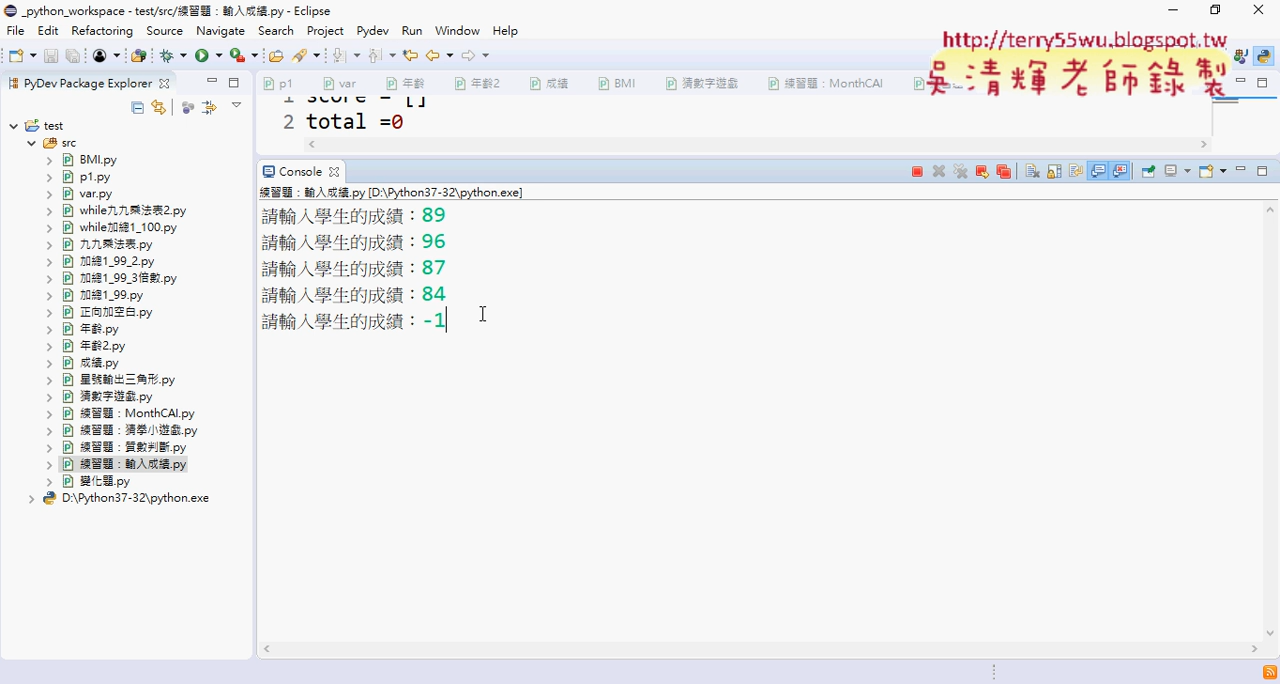 _python_workspace - test/src/練習題：輸入成績.py - Eclipse
File Edit Refactoring Source Navigate Search Project Pydev Run Window Help
http://terry55wu.blogspot.tw
吳清輝老師錄製
PyDev Package Explorer
p1 var 年齡 年齡2 成績 BMI 猜數字遊戲 練習題：MonthCAI
1 score = []
2 total =0
test
src
BMI.py
p1.py
var.py
while九九乘法表2.py
while加總1_100.py
九九乘法表.py
加總1_99_2.py
加總1_99_3倍數.py
加總1_99.py
正向加空白.py
年齡.py
年齡2.py
成績.py
星號輸出三角形.py
猜數字遊戲.py
練習題：MonthCAI.py
練習題：猜拳小遊戲.py
練習題：質數判斷.py
練習題：輸入成績.py
變化題.py
D:\Python37-32\python.exe
Console
練習題：輸入成績.py [D:\Python37-32\python.exe]
請輸入學生的成績：89
請輸入學生的成績：96
請輸入學生的成績：87
請輸入學生的成績：84
請輸入學生的成績：-1